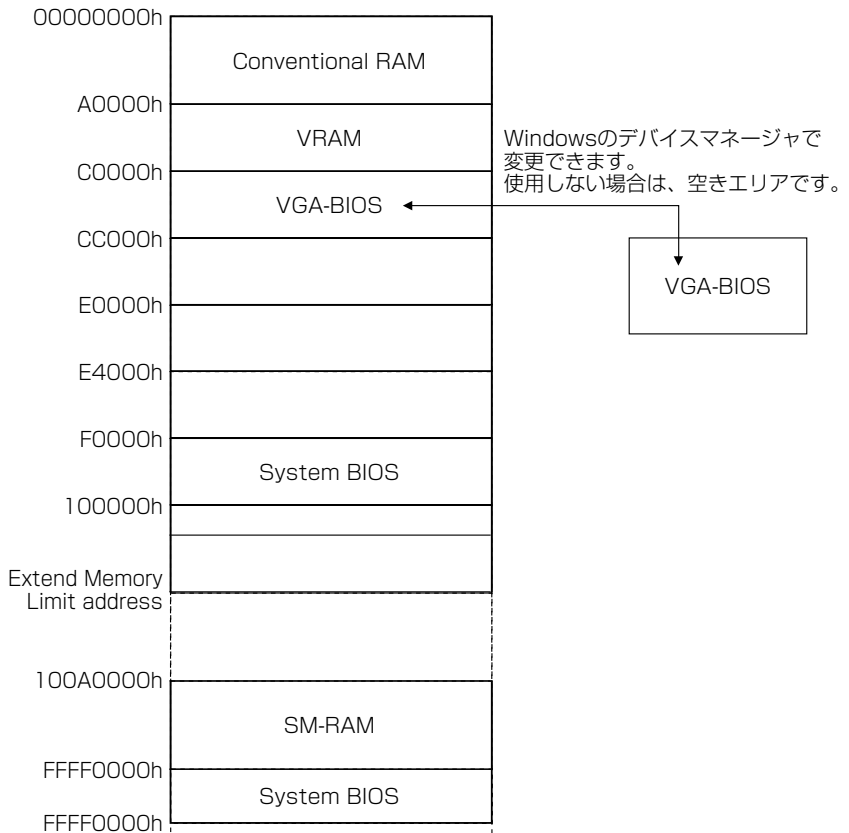 00000000h
Conventional RAM
A0000h
VRAM
Windowsのデバイスマネージャで
変更できます。
使用しない場合は、空きエリアです。
C0000h
VGA-BIOS
CC000h
VGA-BIOS
E0000h
E4000h
F0000h
System BIOS
100000h
Extend Memory
Limit address
100A0000h
SM-RAM
FFFF0000h
System BIOS
FFFF0000h